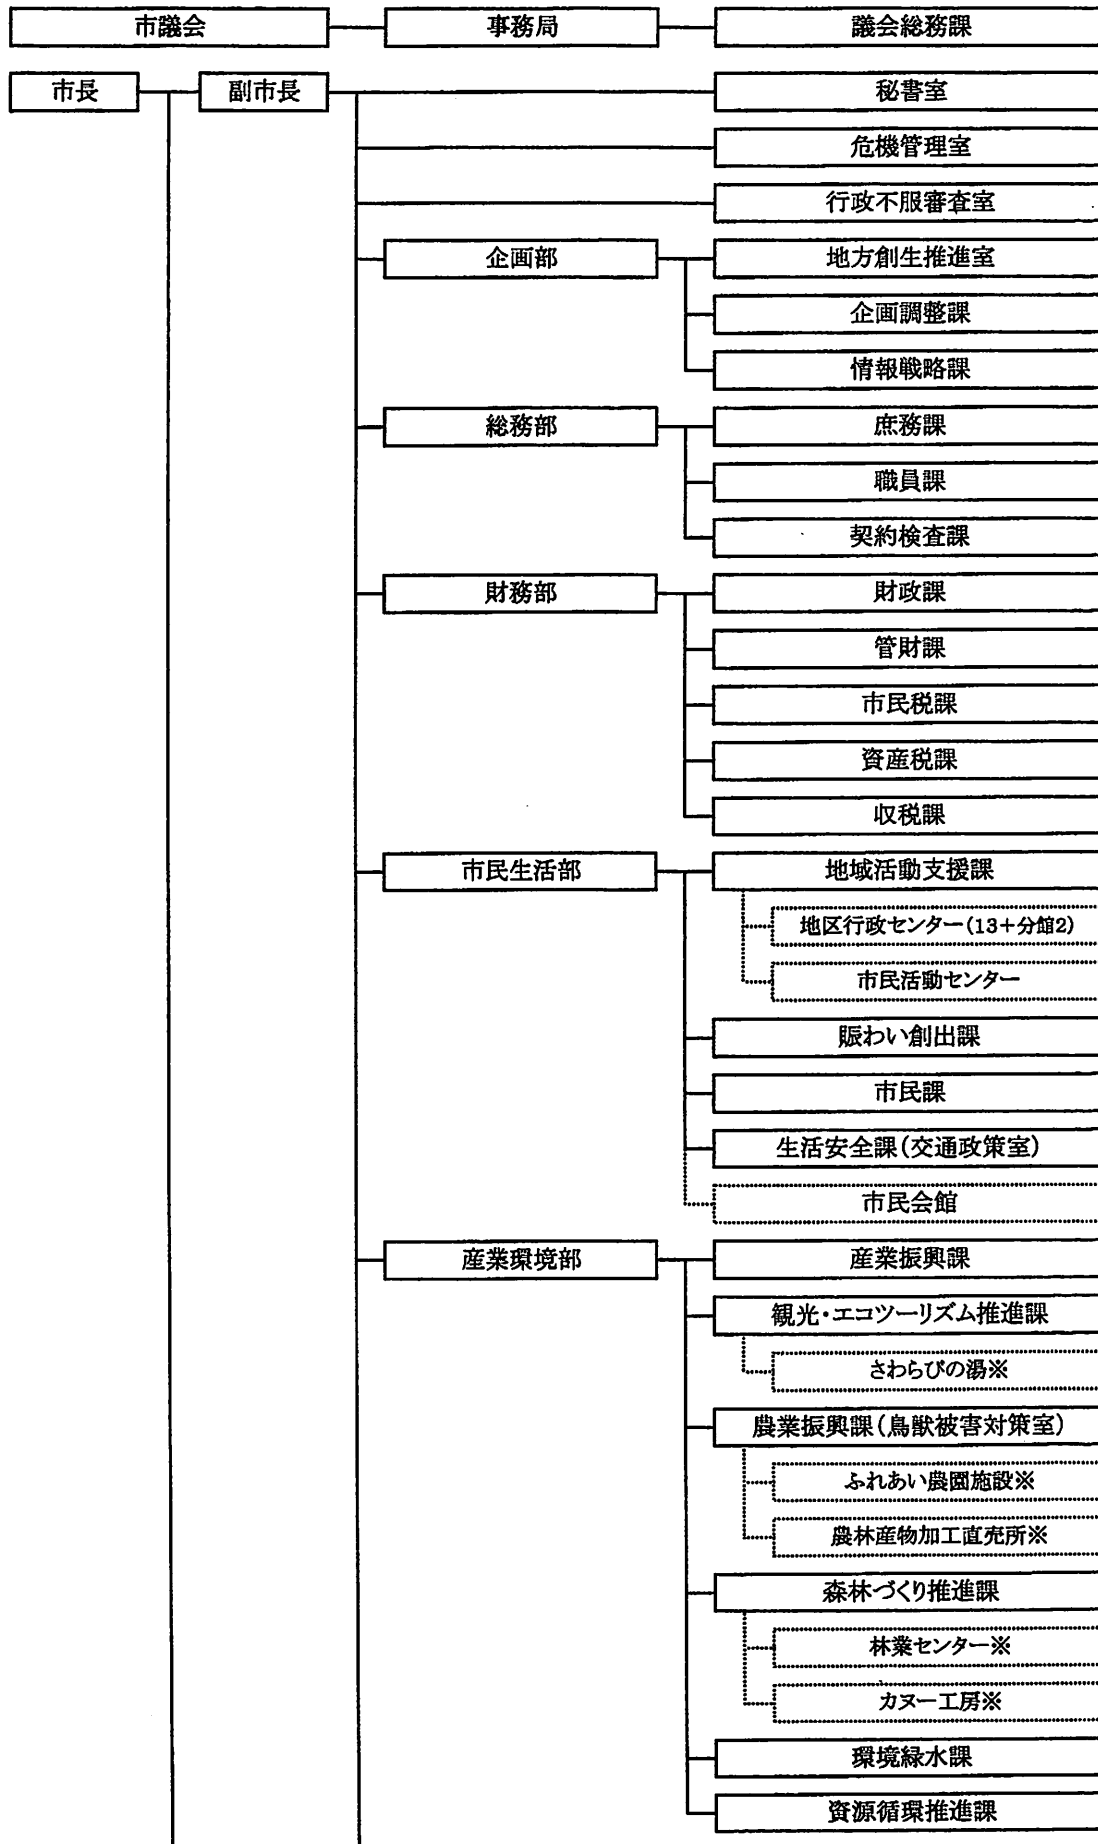 市議会 事務局 議会総務課
市長 副市長 秘書室
危機管理室
行政不服審査室
企画部 地方創生推進室
企画調整課
情報戦略課
総務部 庶務課
職員課
契約検査課
財務部 財政課
管財課
市民税課
資産税課
収税課
市民生活部 地域活動支援課
地区行政センター(13+分館2)
市民活動センター
賑わい創出課
市民課
生活安全課(交通政策室)
市民会館
産業環境部 産業振興課
観光・エコツーリズム推進課
さわらびの湯※
農業振興課(鳥獣被害対策室)
ふれあい農園施設※
農林産物加工直売所※
森林づくり推進課
林業センター※
カヌー工房※
環境緑水課
資源循環推進課